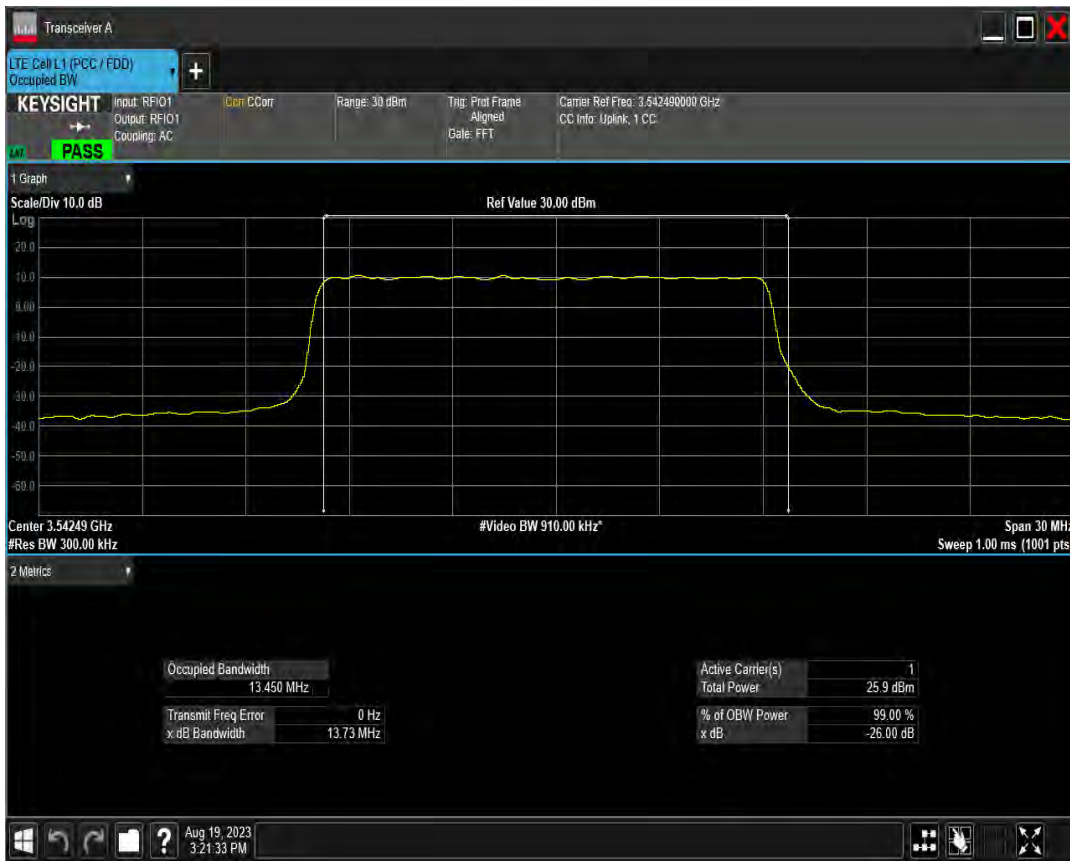 Transceiver A
LTE Cell L1 (PCC / FDD)
Occupied BW
+
KEYSIGHT
Input: RFIO1
Output: RFIO1
Coupling: AC
Corr CCorr
Range: 30 dBm
Trig: Prot Frame
Aligned
Gate: FFT
Carrier Ref Freq: 3.542490000 GHz
CC Info: Uplink, 1 CC
PASS
1 Graph
Scale/Div 10.0 dB
Ref Value 30.00 dBm
Log
20.0
10.0
0.00
-10.0
-20.0
-30.0
-40.0
-50.0
-60.0
Center 3.54249 GHz
#Video BW 910.00 kHz*
Span 30 MHz
#Res BW 300.00 kHz
Sweep 1.00 ms (1001 pts
2 Metrics
Occupied Bandwidth
13.450 MHz
Transmit Freq Error 0 Hz
x dB Bandwidth 13.73 MHz
Active Carrier(s) 1
Total Power 25.9 dBm
% of OBW Power 99.00 %
x dB -26.00 dB
?
Aug 19, 2023
3:21:33 PM